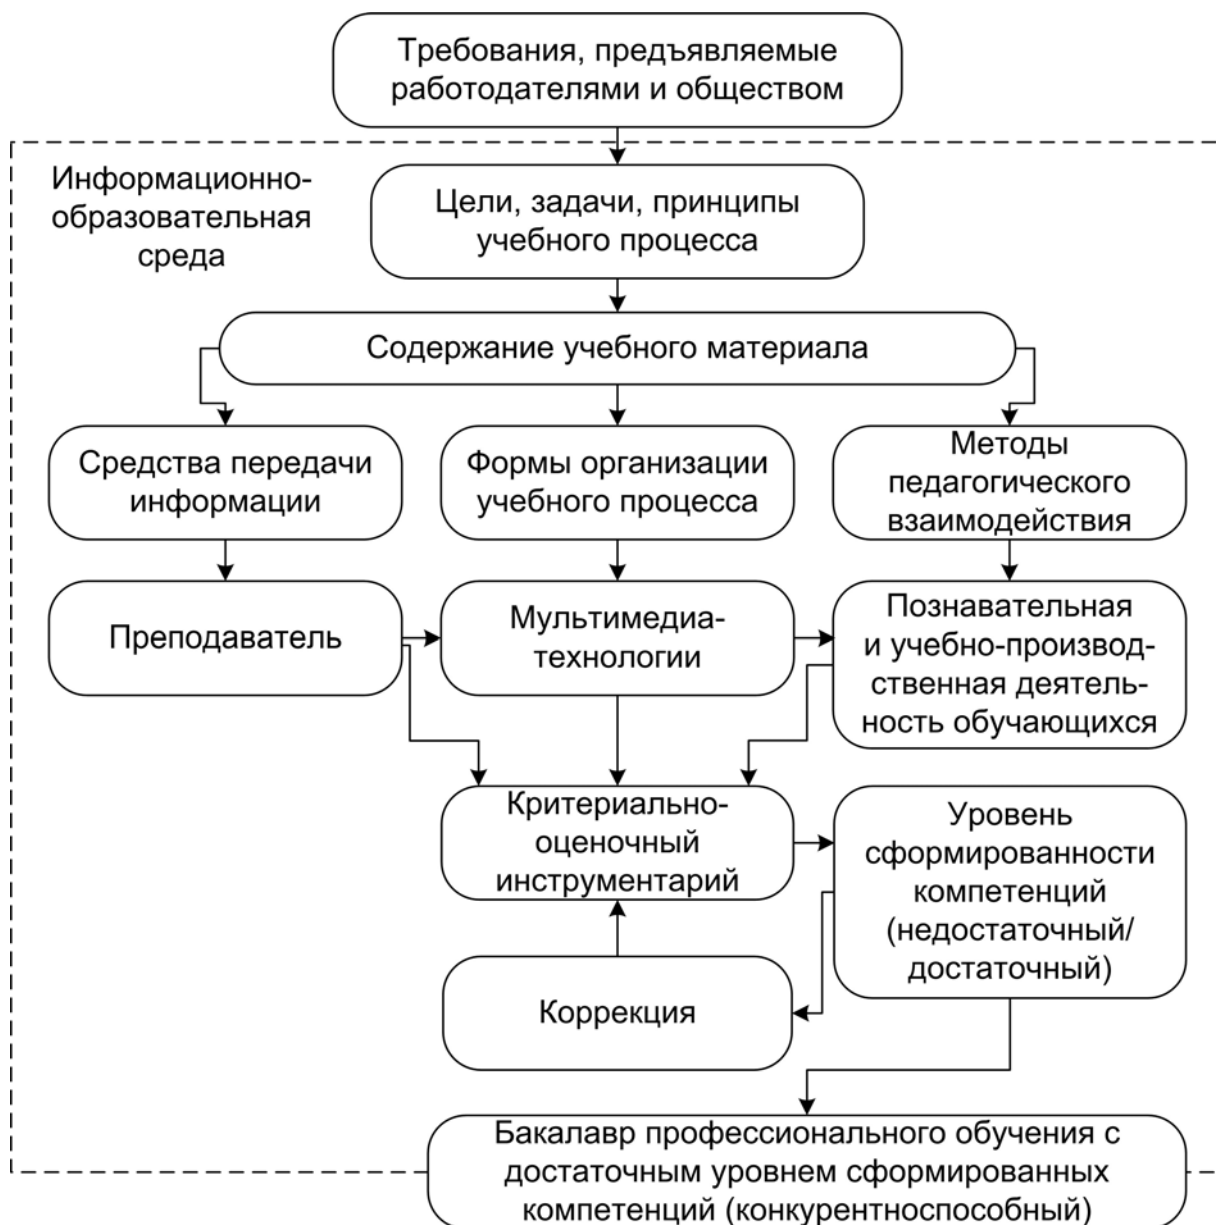 Требования, предъявляемые
работодателями и обществом
Информационно-
образовательная
среда
Цели, задачи, принципы
учебного процесса
Содержание учебного материала
Средства передачи
информации
Формы организации
учебного процесса
Методы
педагогического
взаимодействия
Преподаватель
Мультимедиа-
технологии
Познавательная
и учебно-производ-
ственная деятель-
ность обучающихся
Критериально-
оценочный
инструментарий
Уровень
сформированности
компетенций
(недостаточный/
достаточный)
Коррекция
Бакалавр профессионального обучения с
достаточным уровнем сформированных
компетенций (конкурентноспособный)